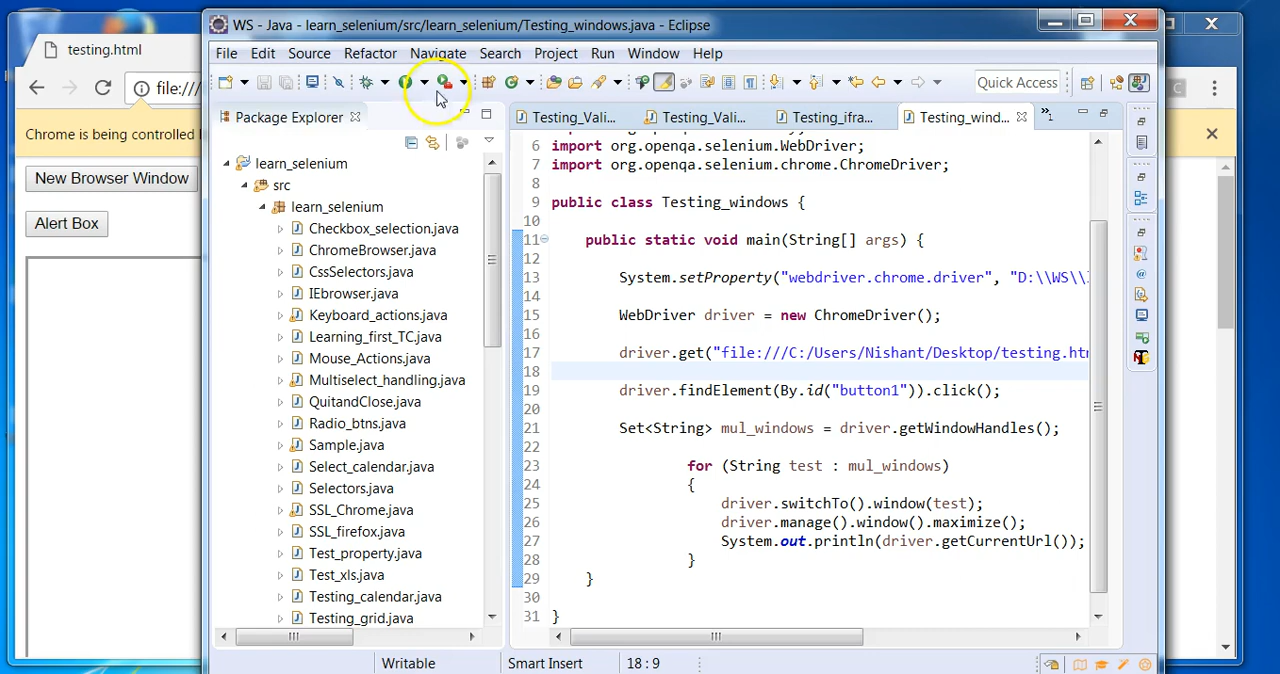 WS - Java - learn_selenium/src/learn_selenium/Testing_windows.java - Eclipse
testing.html
File Edit Source Refactor Navigate Search Project Run Window Help
file:///
Quick Access
C
Chrome is being controlled
Package Explorer
Testing_Vali...
Testing_Vali...
Testing_ifra...
Testing_wind...
1
New Browser Window
Alert Box
learn_selenium
src
learn_selenium
Checkbox_selection.java
ChromeBrowser.java
CssSelectors.java
IEbrowser.java
Keyboard_actions.java
Learning_first_TC.java
Mouse_Actions.java
Multiselect_handling.java
QuitandClose.java
Radio_btns.java
Sample.java
Select_calendar.java
Selectors.java
SSL_Chrome.java
SSL_firefox.java
Test_property.java
Test_xls.java
Testing_calendar.java
Testing_grid.java
6 import org.openqa.selenium.WebDriver;
7 import org.openqa.selenium.chrome.ChromeDriver;
8
9 public class Testing_windows {
10
11 public static void main(String[] args) {
12
13 System.setProperty("webdriver.chrome.driver", "D:\\WS\\
14
15 WebDriver driver = new ChromeDriver();
16
17 driver.get("file:///C:/Users/Nishant/Desktop/testing.htm
18
19 driver.findElement(By.id("button1")).click();
20
21 Set<String> mul_windows = driver.getWindowHandles();
22
23 for (String test : mul_windows)
24 {
25 driver.switchTo().window(test);
26 driver.manage().window().maximize();
27 System.out.println(driver.getCurrentUrl());
28 }
29 }
30
31 }
Writable Smart Insert 18:9